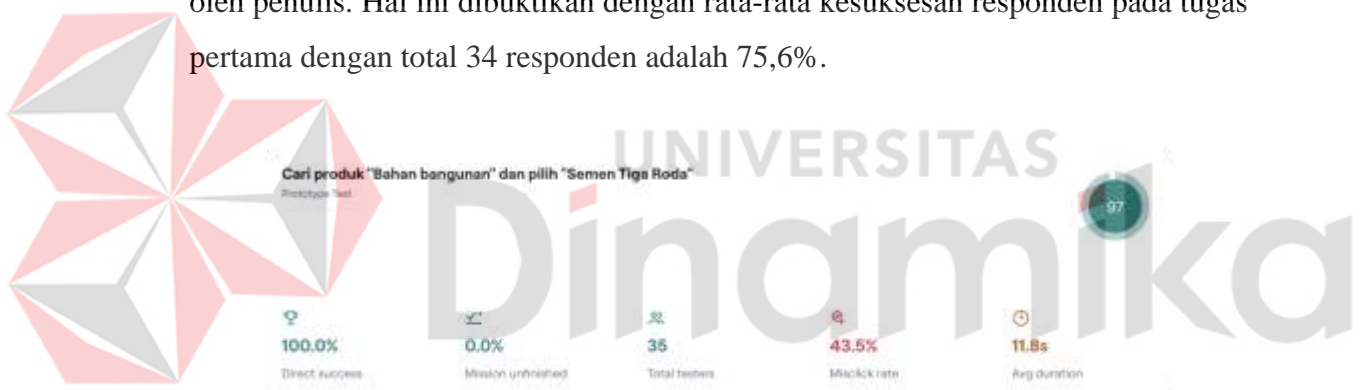 oleh penulis. Hal ini dibuktikan dengan rata-rata kesuksesan responden pada tugas
pertama dengan total 34 responden adalah 75,6%.
UNIVERSITAS
Dinamika
Cari produk "Bahan bangunan" dan pilih "Semen Tiga Roda"
Prototype Test
97
100.0% 0.0% 35 43.5% 11.8s
Direct success Mission unfinished Total testers Misclick rate Avg duration